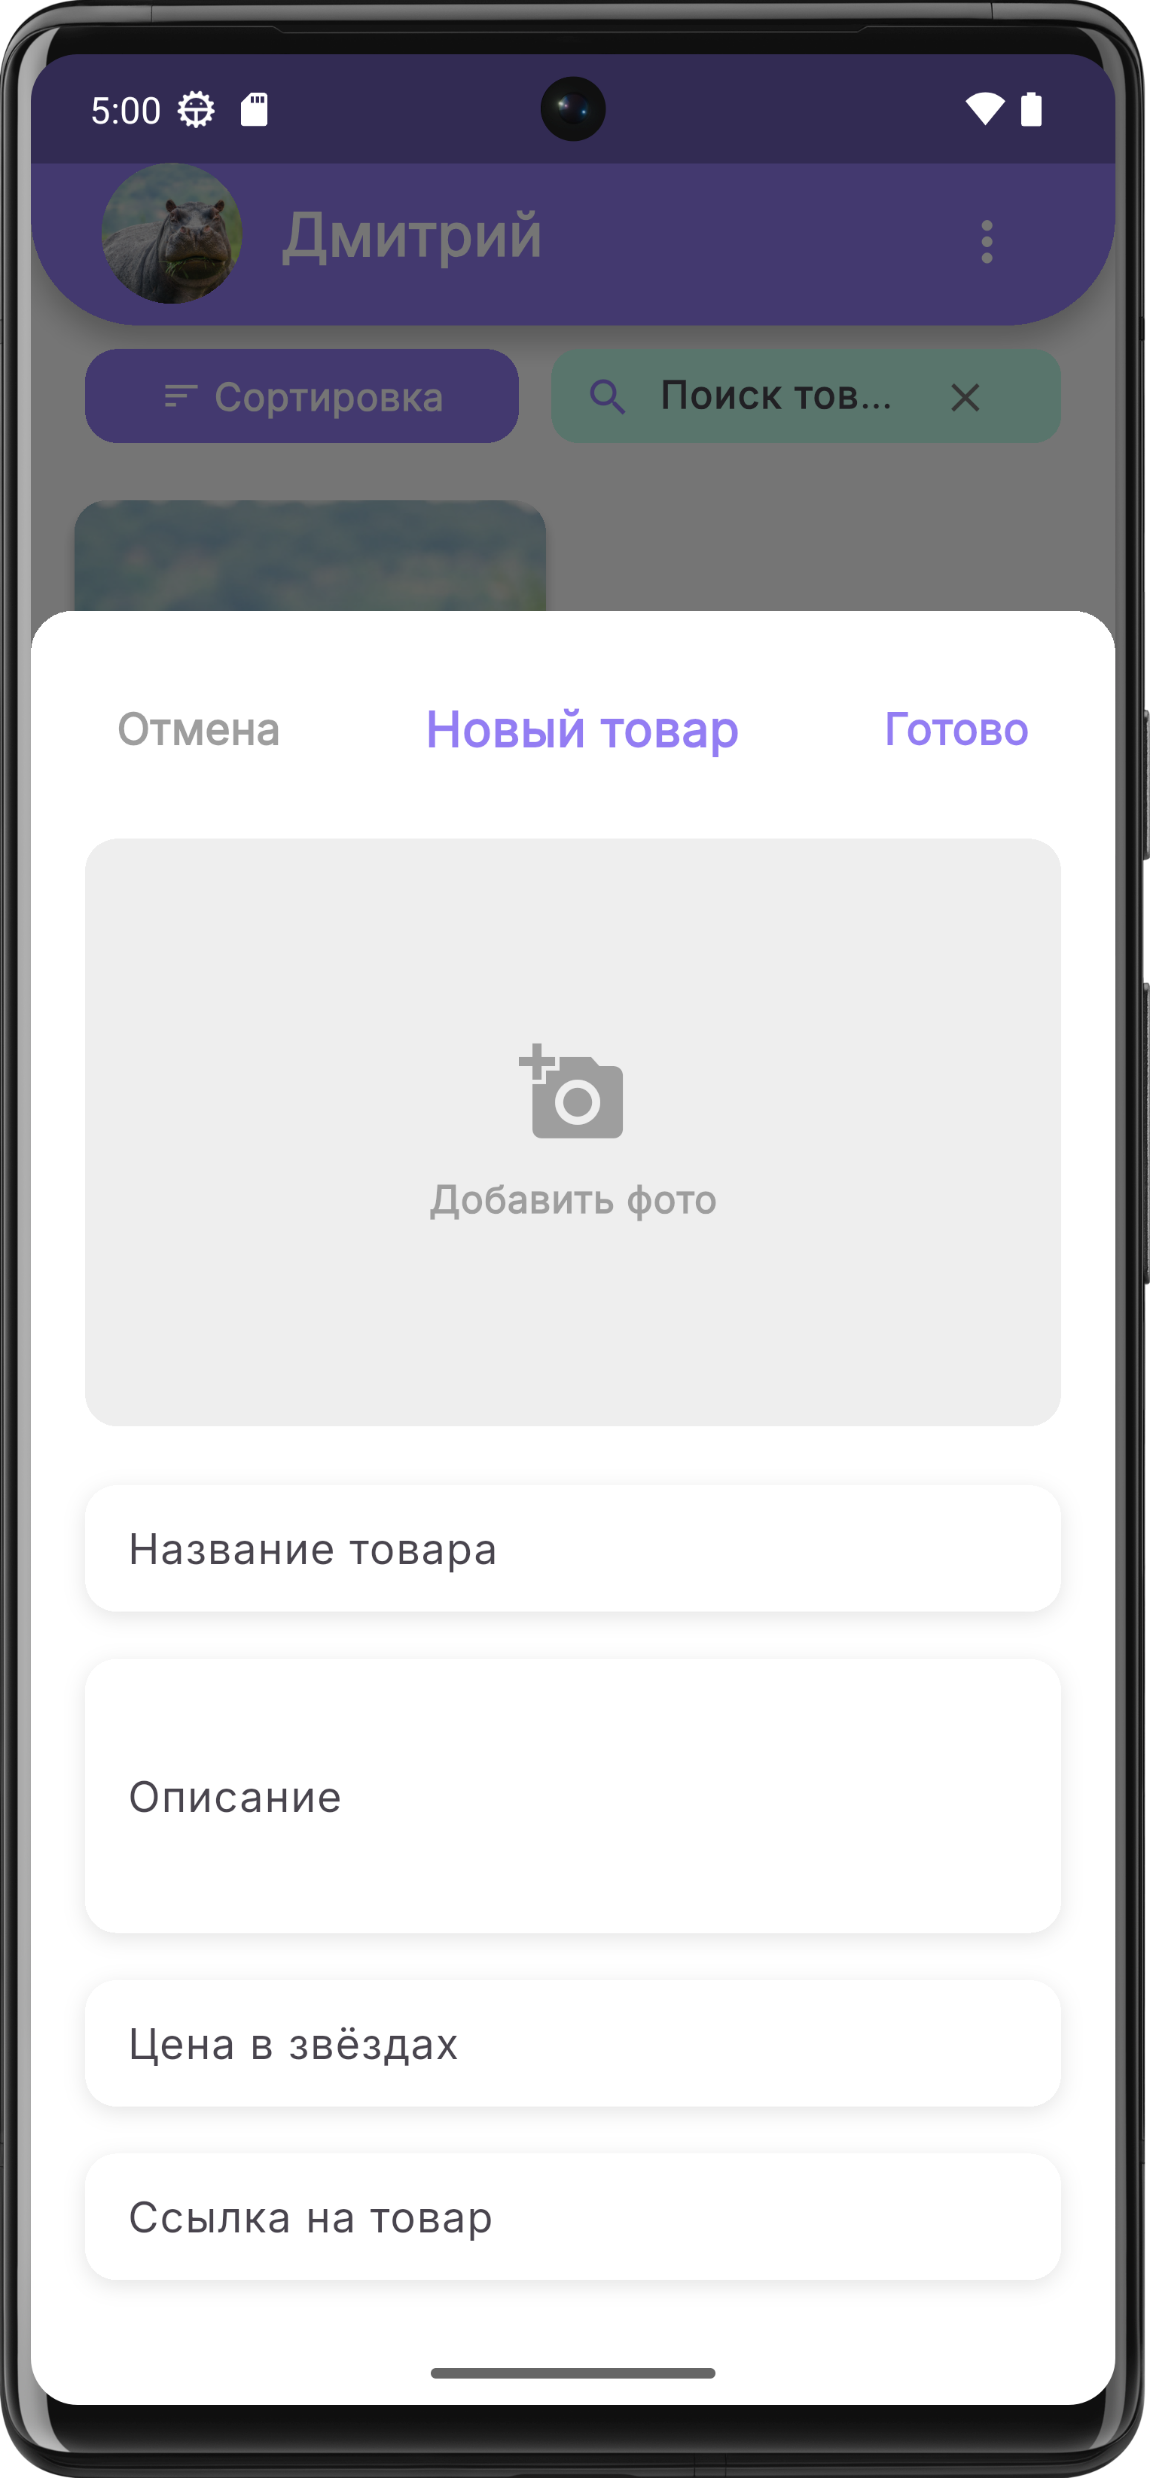 5:00
Дмитрий
Сортировка
Поиск тов...
Отмена
Новый товар
Готово
Добавить фото
Название товара
Описание
Цена в звёздах
Ссылка на товар